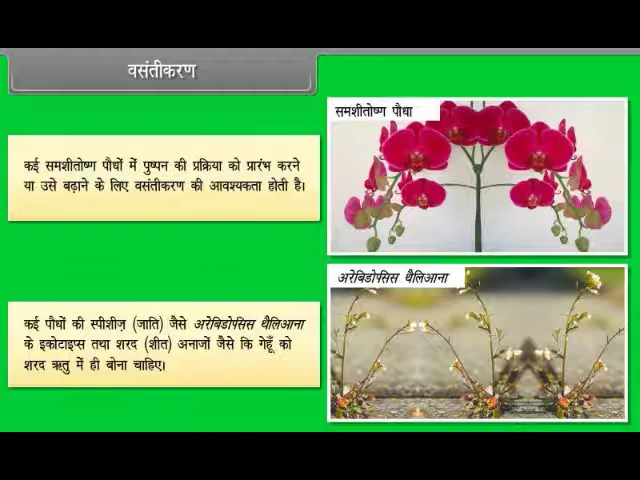 वसंतीकरण
कई समशीतोष्ण पौधों में पुष्पन की प्रक्रिया को प्रारंभ करने
या उसे बढ़ाने के लिए वसंतीकरण की आवश्यकता होती है।
समशीतोष्ण पौधा
कई पौधों की स्पीशीज़ (जाति) जैसे अरेबिडोप्सिस थैलिआना
के इकोटाइप्स तथा शरद (शीत) अनाजों जैसे कि गेहूँ को
शरद ऋतु में ही बोना चाहिए।
अरेबिडोप्सिस थैलिआना